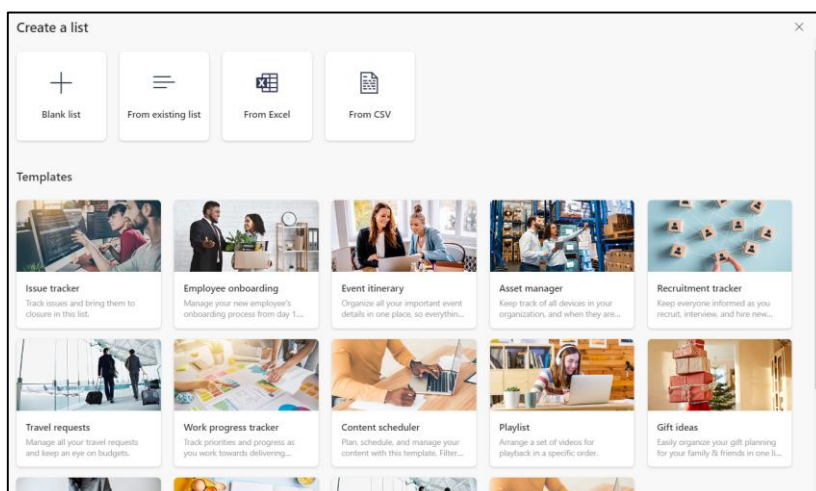 Create a list
Blank list
From existing list
From Excel
From CSV
Templates
Issue tracker
Track issues and bring them to
closure in this list.
Employee onboarding
Manage your new employee's
onboarding process from day 1....
Event itinerary
Organize all your important event
details in one place, so everythin...
Asset manager
Keep track of all devices in your
organization, and when they are...
Recruitment tracker
Keep everyone informed as you
recruit, interview, and hire new...
Travel requests
Manage all your travel requests
and keep an eye on budgets.
Work progress tracker
Track priorities and progress as
you work towards delivering...
Content scheduler
Plan, schedule, and manage your
content with this template. Filter...
Playlist
Arrange a set of videos for
playback in a specific order.
Gift ideas
Easily organize your gift planning
for your family & friends in one li...